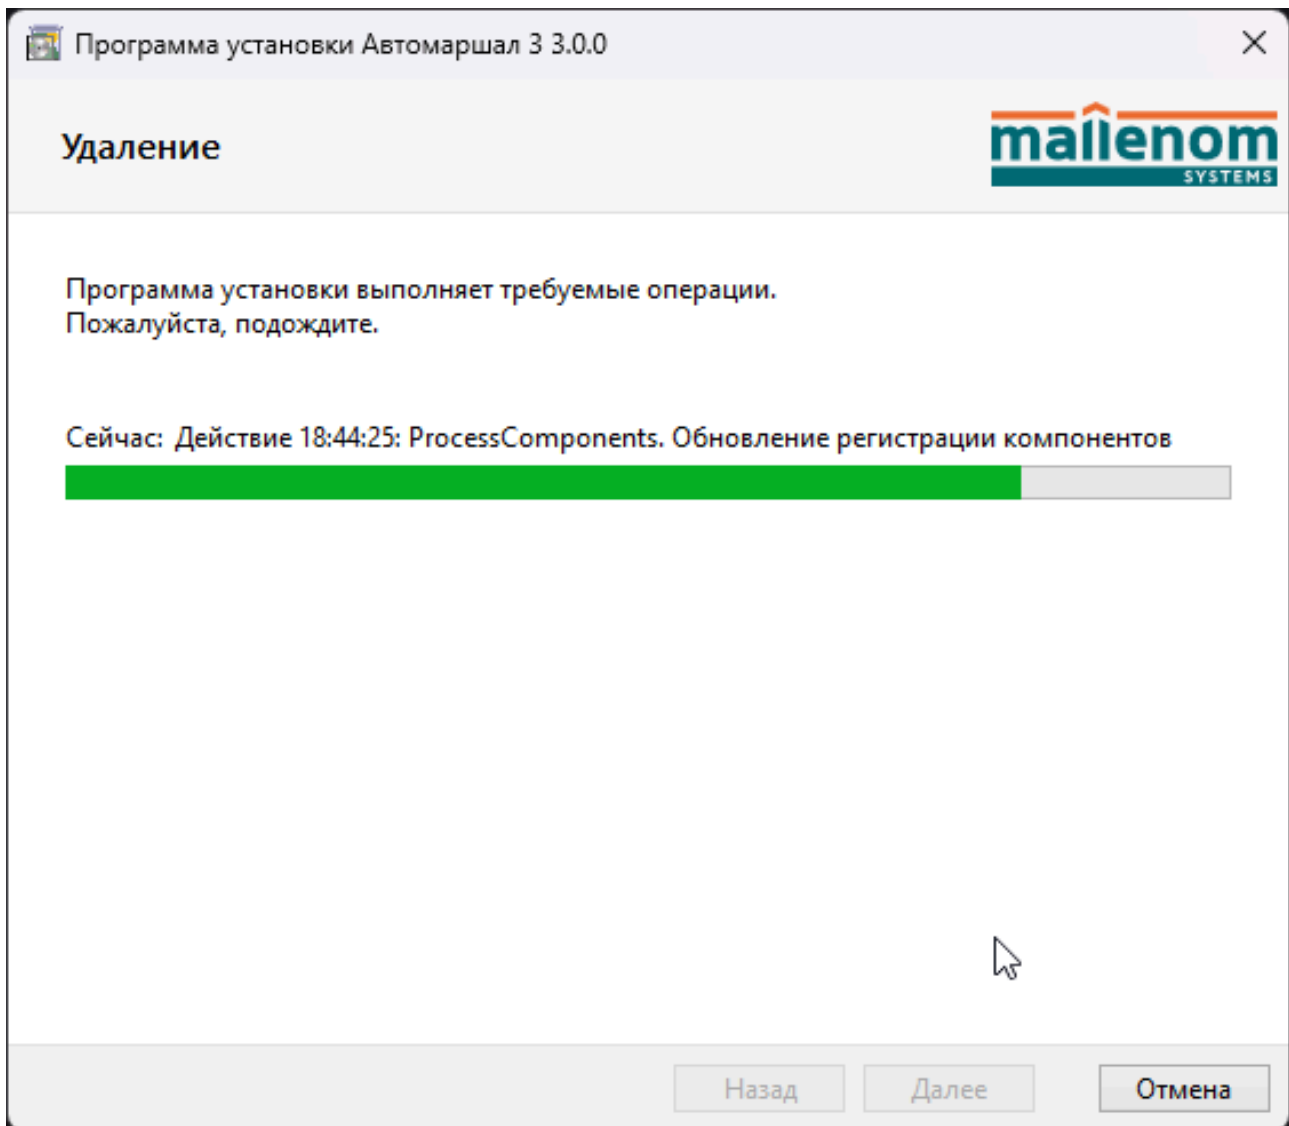 Программа установки Автомаршал 3 3.0.0
Удаление
mallenom
SYSTEMS
Программа установки выполняет требуемые операции.
Пожалуйста, подождите.
Сейчас: Действие 18:44:25: ProcessComponents. Обновление регистрации компонентов
Назад
Далее
Отмена